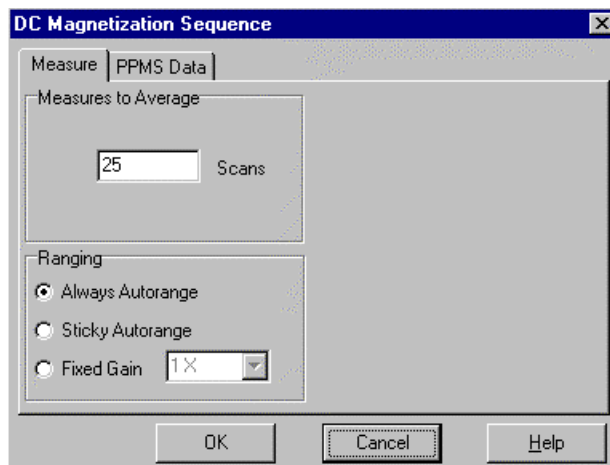 DC Magnetization Sequence
Measure PPMS Data
Measures to Average
25 Scans
Ranging
Always Autorange
Sticky Autorange
Fixed Gain 1 X
OK Cancel Help